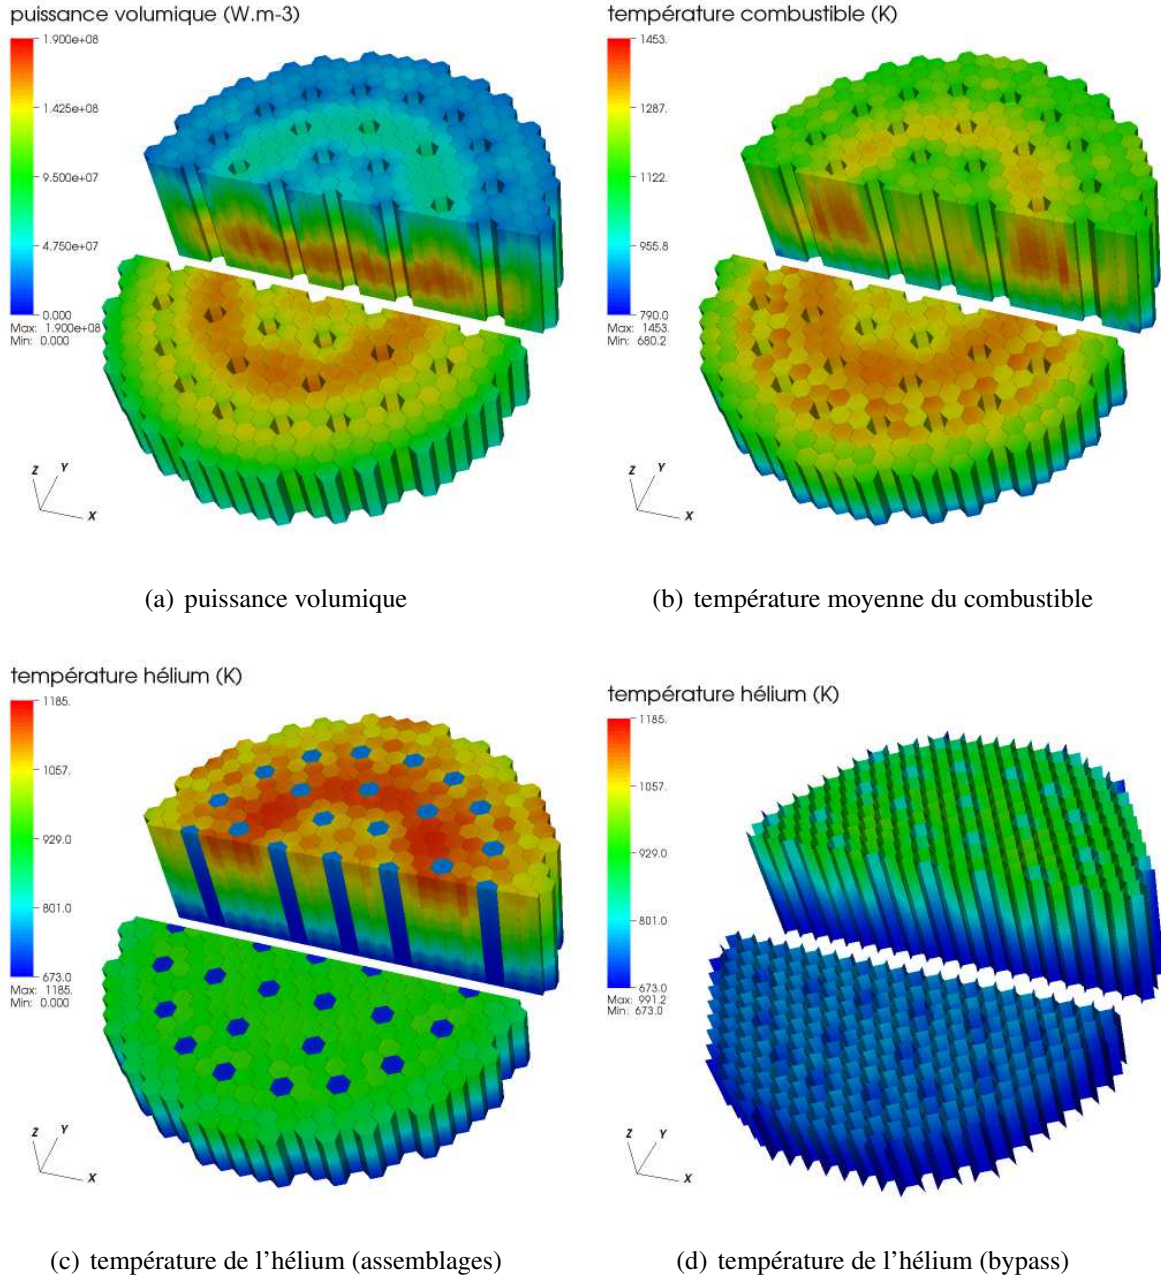 puissance volumique (W.m-3)
1.900e+08
1.425e+08
9.500e+07
4.750e+07
0.000
Max: 1.900e+08
Min: 0.000
Z
Y
X
(a) puissance volumique
température combustible (K)
1453.
1287.
1122.
955.8
790.0
Max: 1453.
Min: 680.2
Z
Y
X
(b) température moyenne du combustible
température hélium (K)
1185.
1057.
929.0
801.0
673.0
Max: 1185.
Min: 0.000
Z
Y
X
(c) température de l'hélium (assemblages)
température hélium (K)
1185.
1057.
929.0
801.0
673.0
Max: 991.2
Min: 673.0
Z
Y
X
(d) température de l'hélium (bypass)